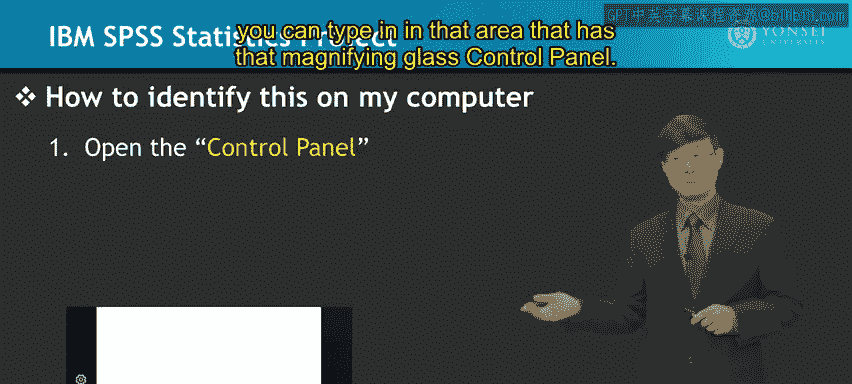 IBM SPSS Statistics Project
you can type in in that area that has
that magnifying glass Control Panel.
YONSEI
UNIVERSITY
❖ How to identify this on my computer
1. Open the “Control Panel”